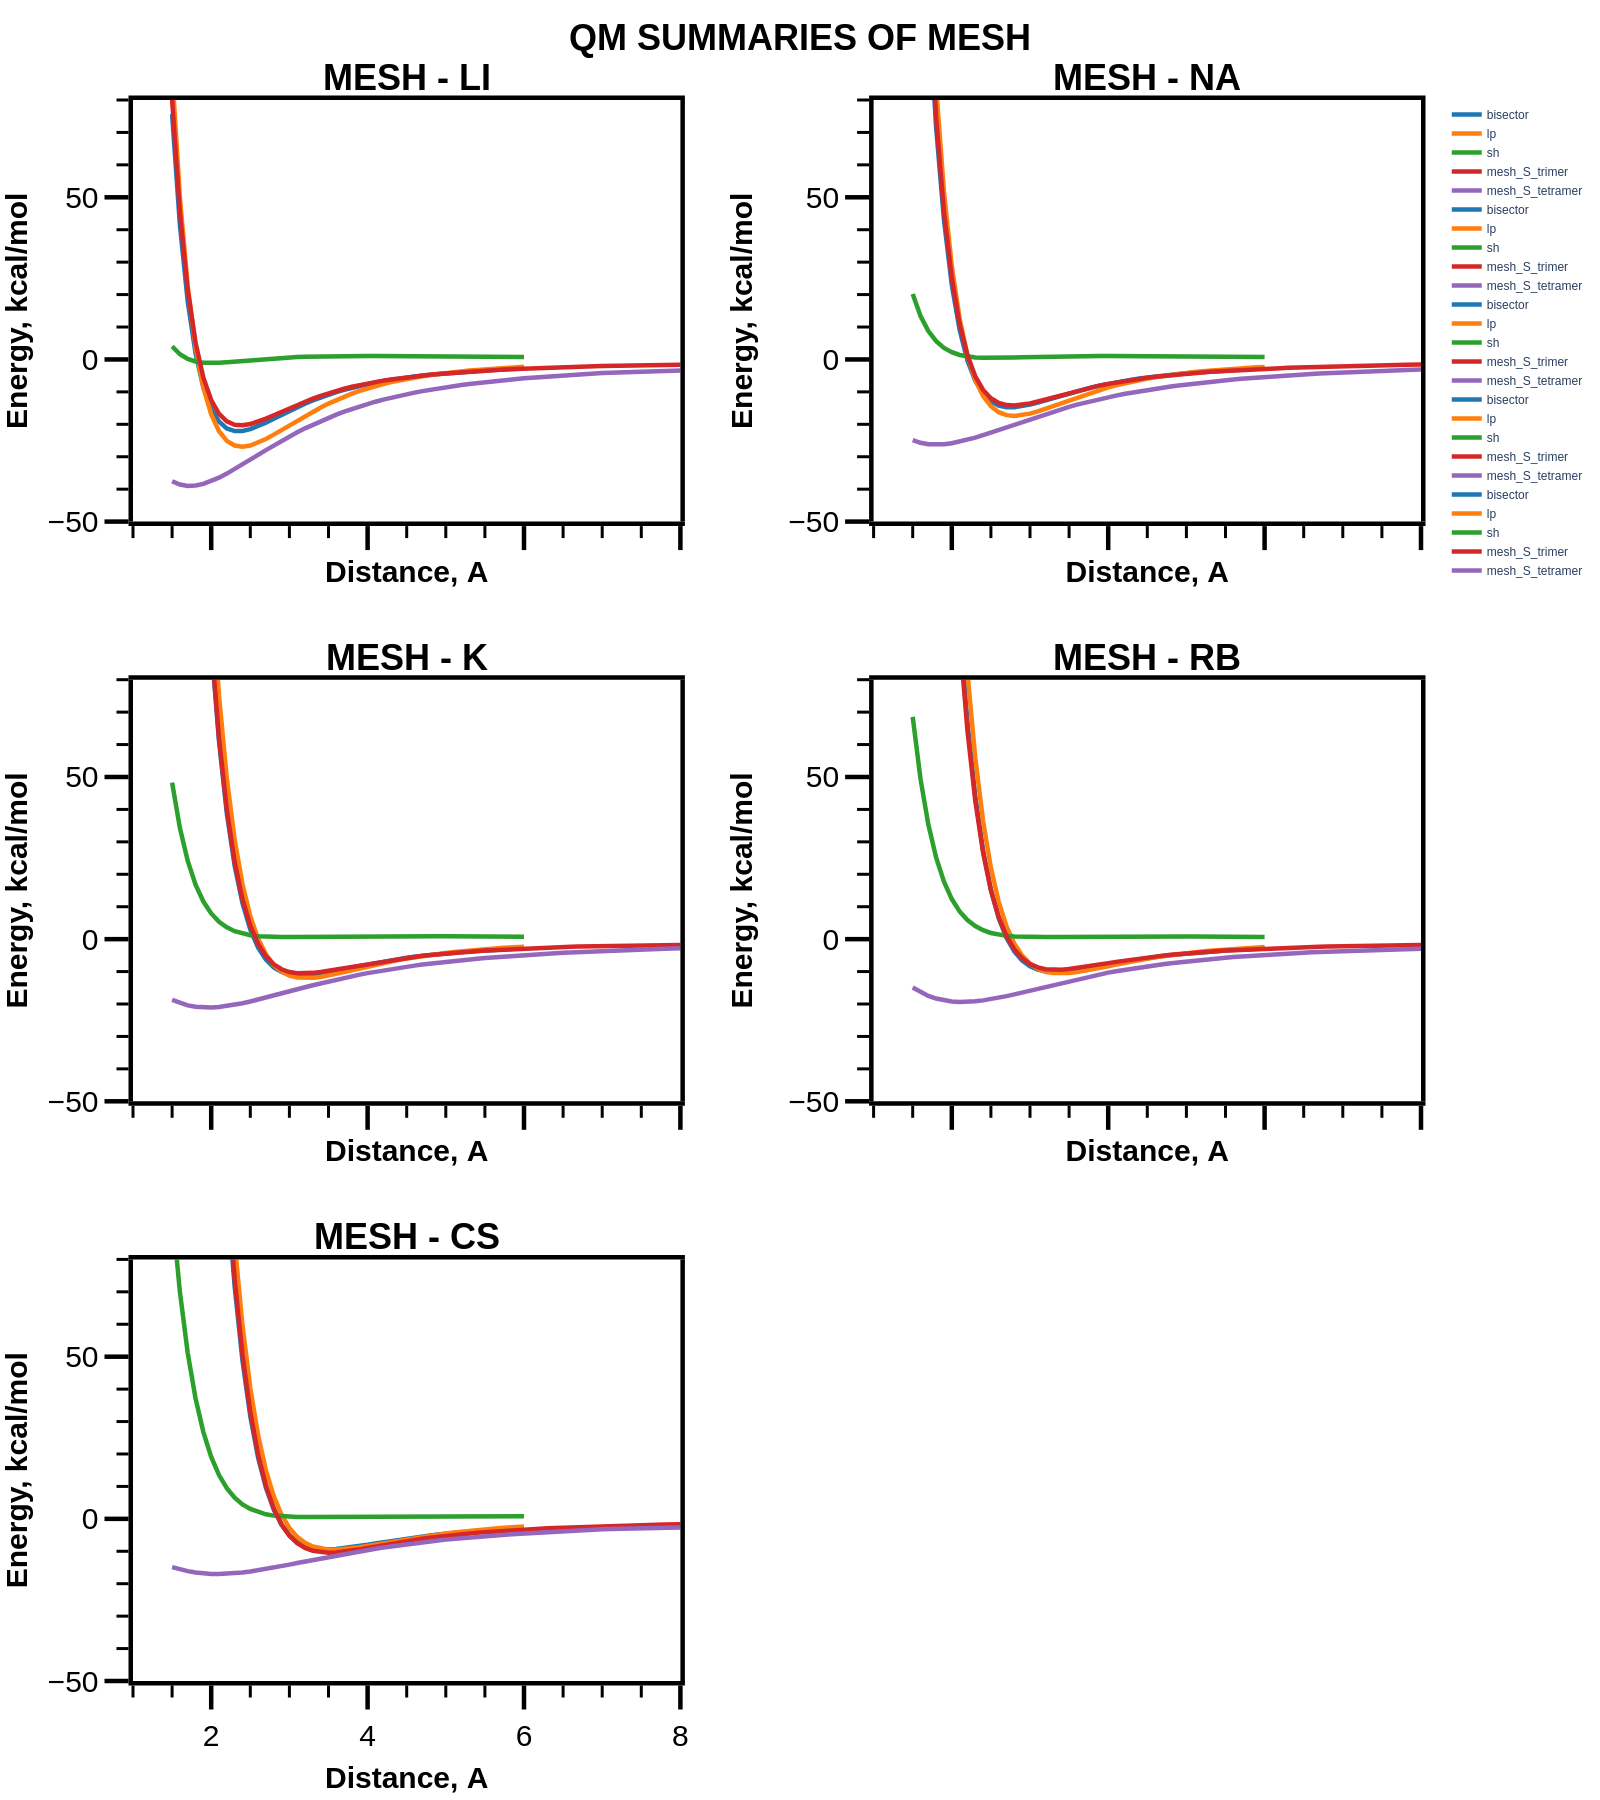 QM SUMMARIES OF MESH
MESH - LI
MESH - NA
Energy, kcal/mol
50
0
−50
Distance, A
Energy, kcal/mol
50
0
−50
Distance, A
bisector
lp
sh
mesh_S_trimer
mesh_S_tetramer
bisector
lp
sh
mesh_S_trimer
mesh_S_tetramer
bisector
lp
sh
mesh_S_trimer
mesh_S_tetramer
bisector
lp
sh
mesh_S_trimer
mesh_S_tetramer
bisector
lp
sh
mesh_S_trimer
mesh_S_tetramer
MESH - K
MESH - RB
Energy, kcal/mol
50
0
−50
Distance, A
Energy, kcal/mol
50
0
−50
Distance, A
MESH - CS
Energy, kcal/mol
50
0
−50
2 4 6 8
Distance, A